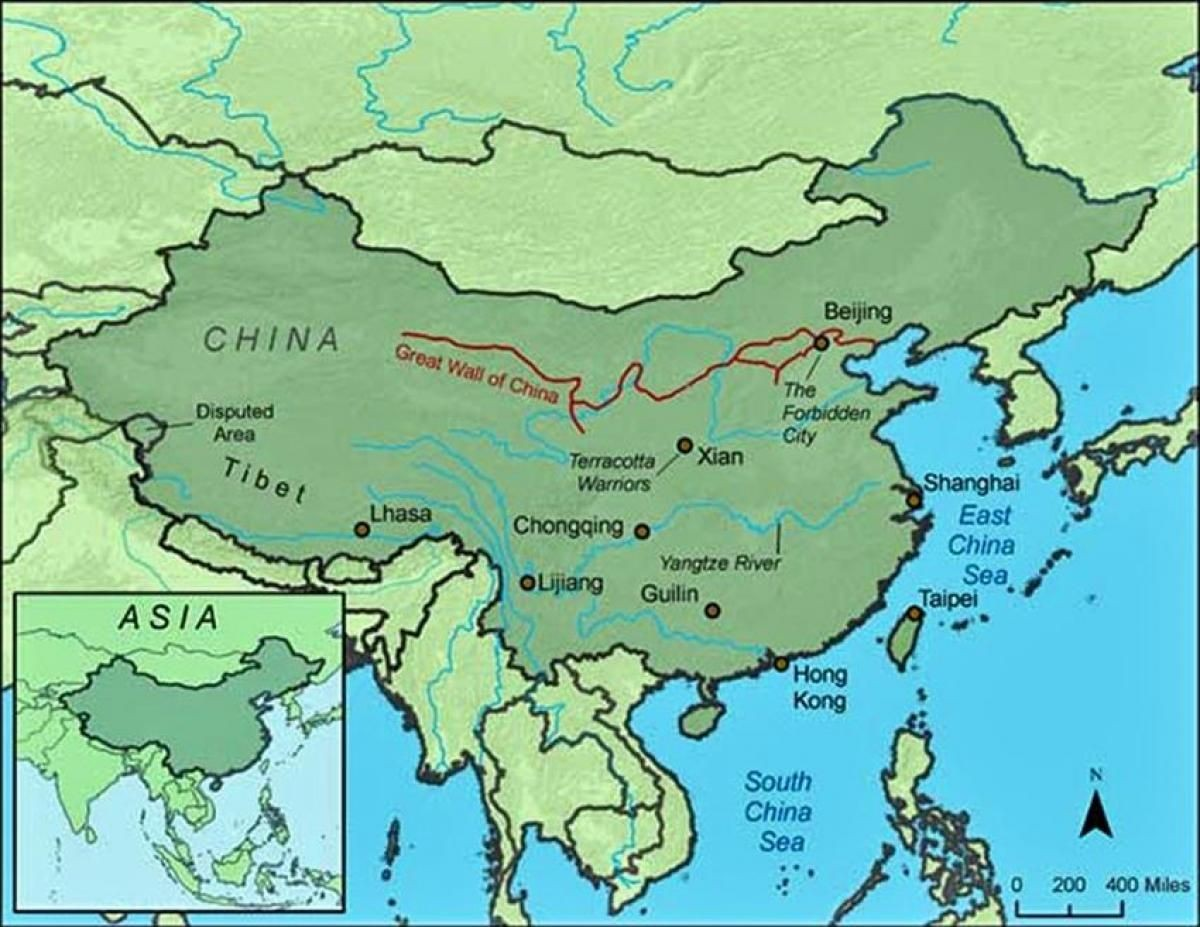 Beijing
CHINA
Great Wall of China
The
Forbidden
City
Disputed
Area
Tibet
Terracotta
Warriors
Xian
Shanghai
Lhasa
Chongqing
East
China
Sea
Yangtze River
Lijiang
Guilin
Taipei
ASIA
Hong
Kong
South
China
Sea
N
0 200 400 Miles